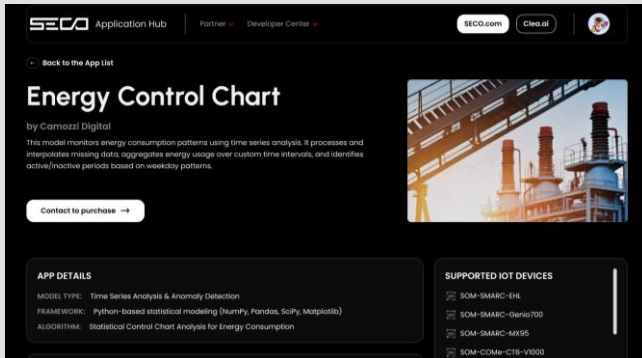 SECO Application Hub
Partner
Developer Center
SECO.com
Clea.ai
Back to the App List
Energy Control Chart
by Camozzi Digital
This model monitors energy consumption patterns using time series analysis. It processes and
interpolates missing data, aggregates energy usage over custom time intervals, and identifies
active/inactive periods based on weekday patterns.
Contact to purchase →
APP DETAILS
MODEL TYPE: Time Series Analysis & Anomaly Detection
FRAMEWORK: Python-based statistical modeling (NumPy, Pandas, SciPy, Matplotlib)
ALGORITHM: Statistical Control Chart Analysis for Energy Consumption
SUPPORTED IOT DEVICES
SOM-SMARC-EHL
SOM-SMARC-Genio700
SOM-SMARC-MX95
SOM-COMe-CT6-V1000